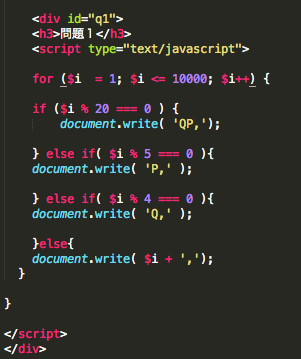 <div id="q1">
<h3>問題１</h3>
<script type="text/javascript">
for ($i  = 1; $i <= 10000; $i++) {
if ($i % 20 === 0 ) {
document.write( 'QP,');
} else if( $i % 5 === 0 ){
document.write( 'P,' );
} else if( $i % 4 === 0 ){
document.write( 'Q,' );
}else{
document.write( $i + ',');
}
}
</script>
</div>